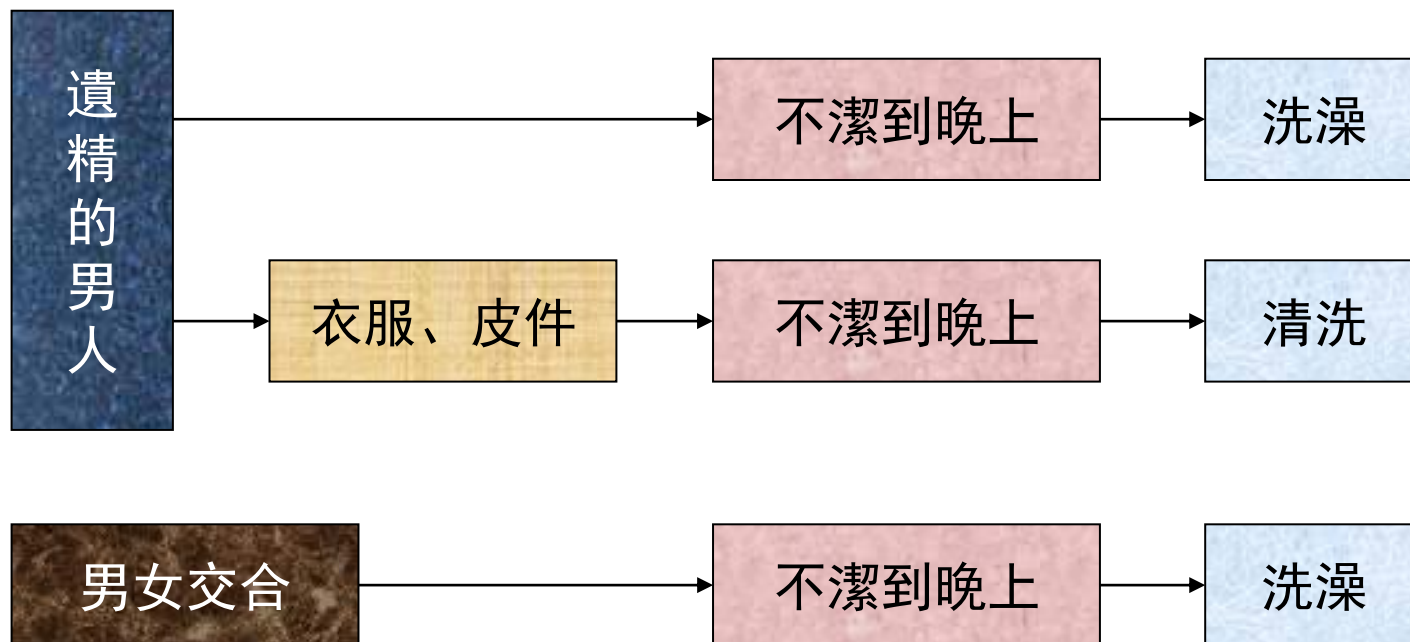 遺精的男人
不潔到晚上
洗澡
衣服、皮件
不潔到晚上
清洗
男女交合
不潔到晚上
洗澡